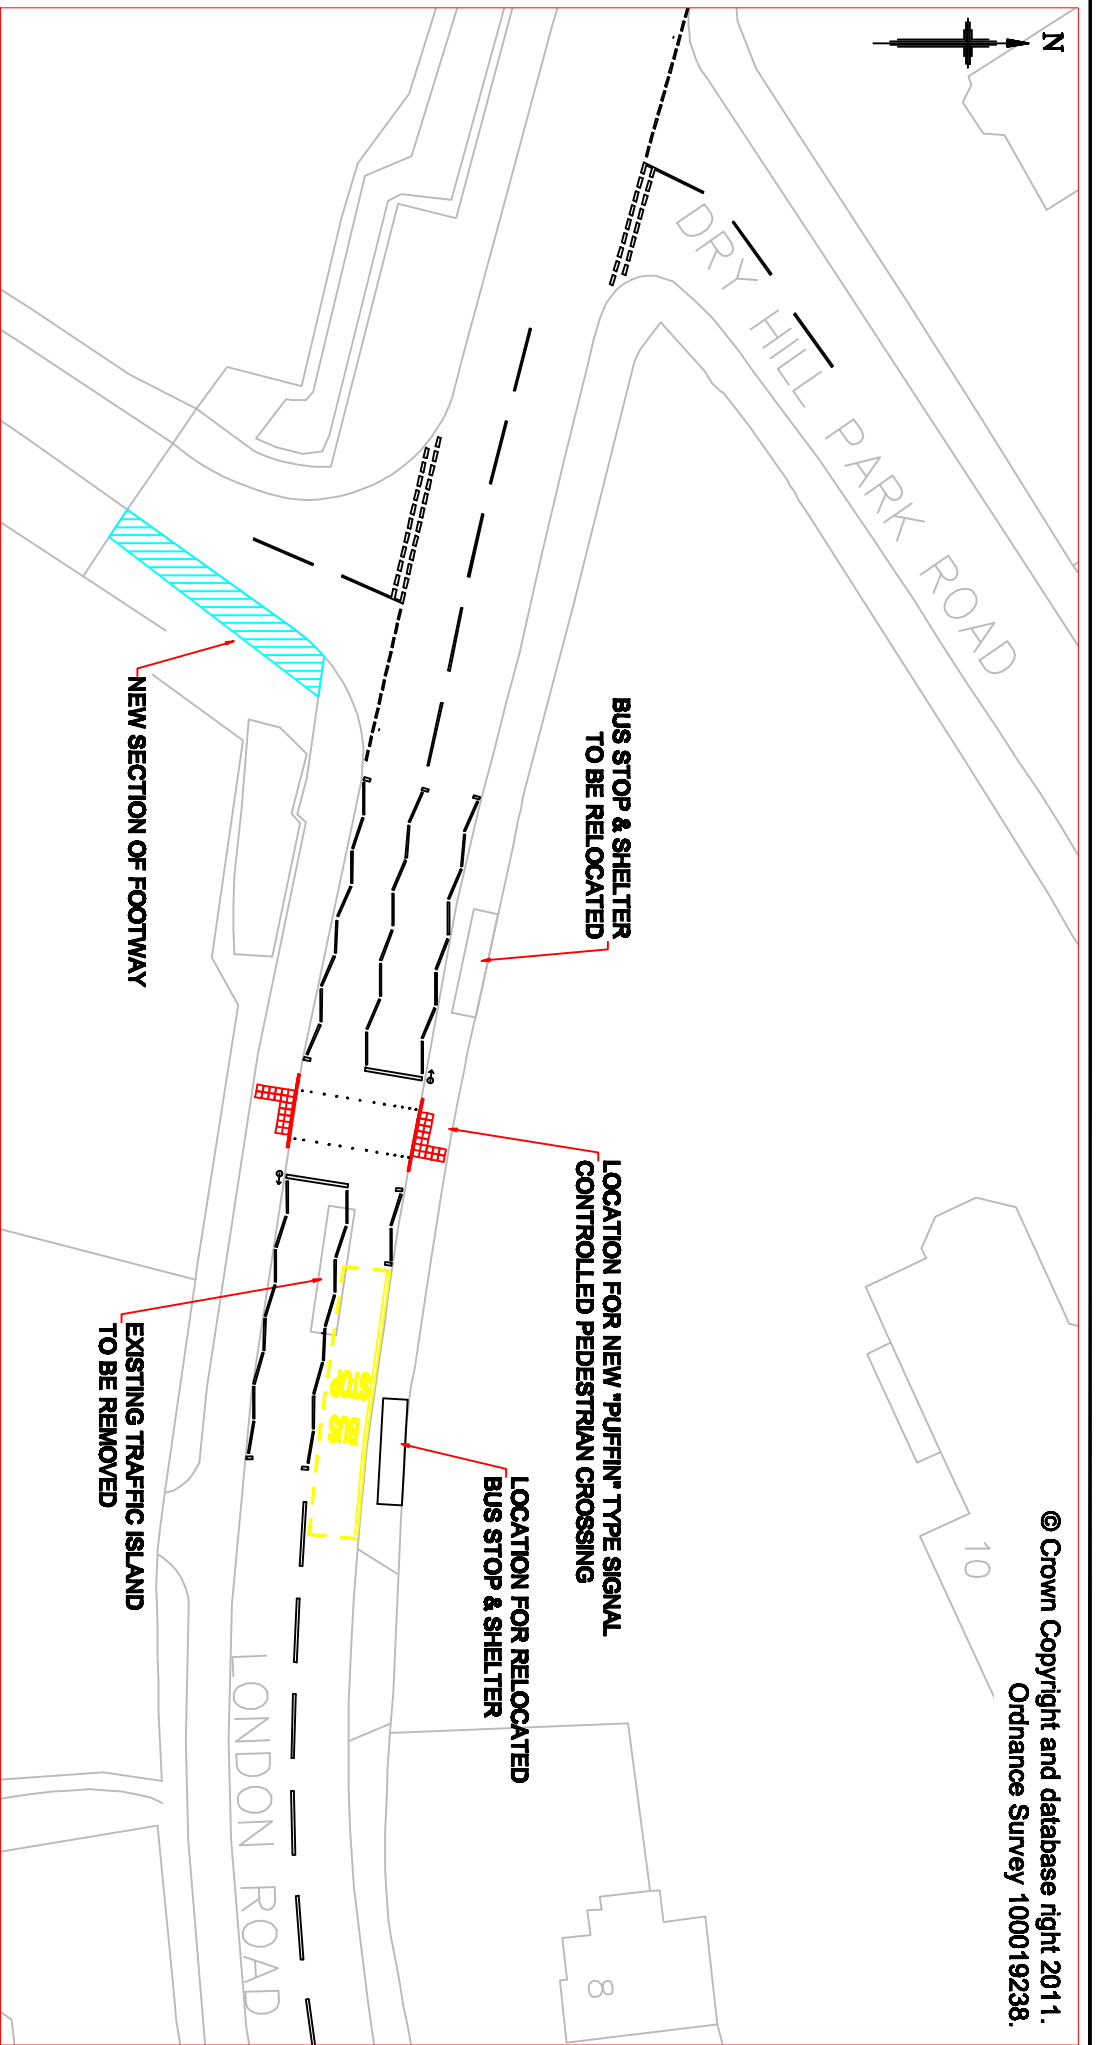 N
© Crown Copyright and database right 2011.
Ordnance Survey 100019238.
DRY HILL PARK ROAD
BUS STOP & SHELTER
TO BE RELOCATED
NEW SECTION OF FOOTWAY
LOCATION FOR NEW "PUFFIN" TYPE SIGNAL
CONTROLLED PEDESTRIAN CROSSING
EXISTING TRAFFIC ISLAND
TO BE REMOVED
BUS
STOP
LOCATION FOR RELOCATED
BUS STOP & SHELTER
10
8
LONDON ROAD